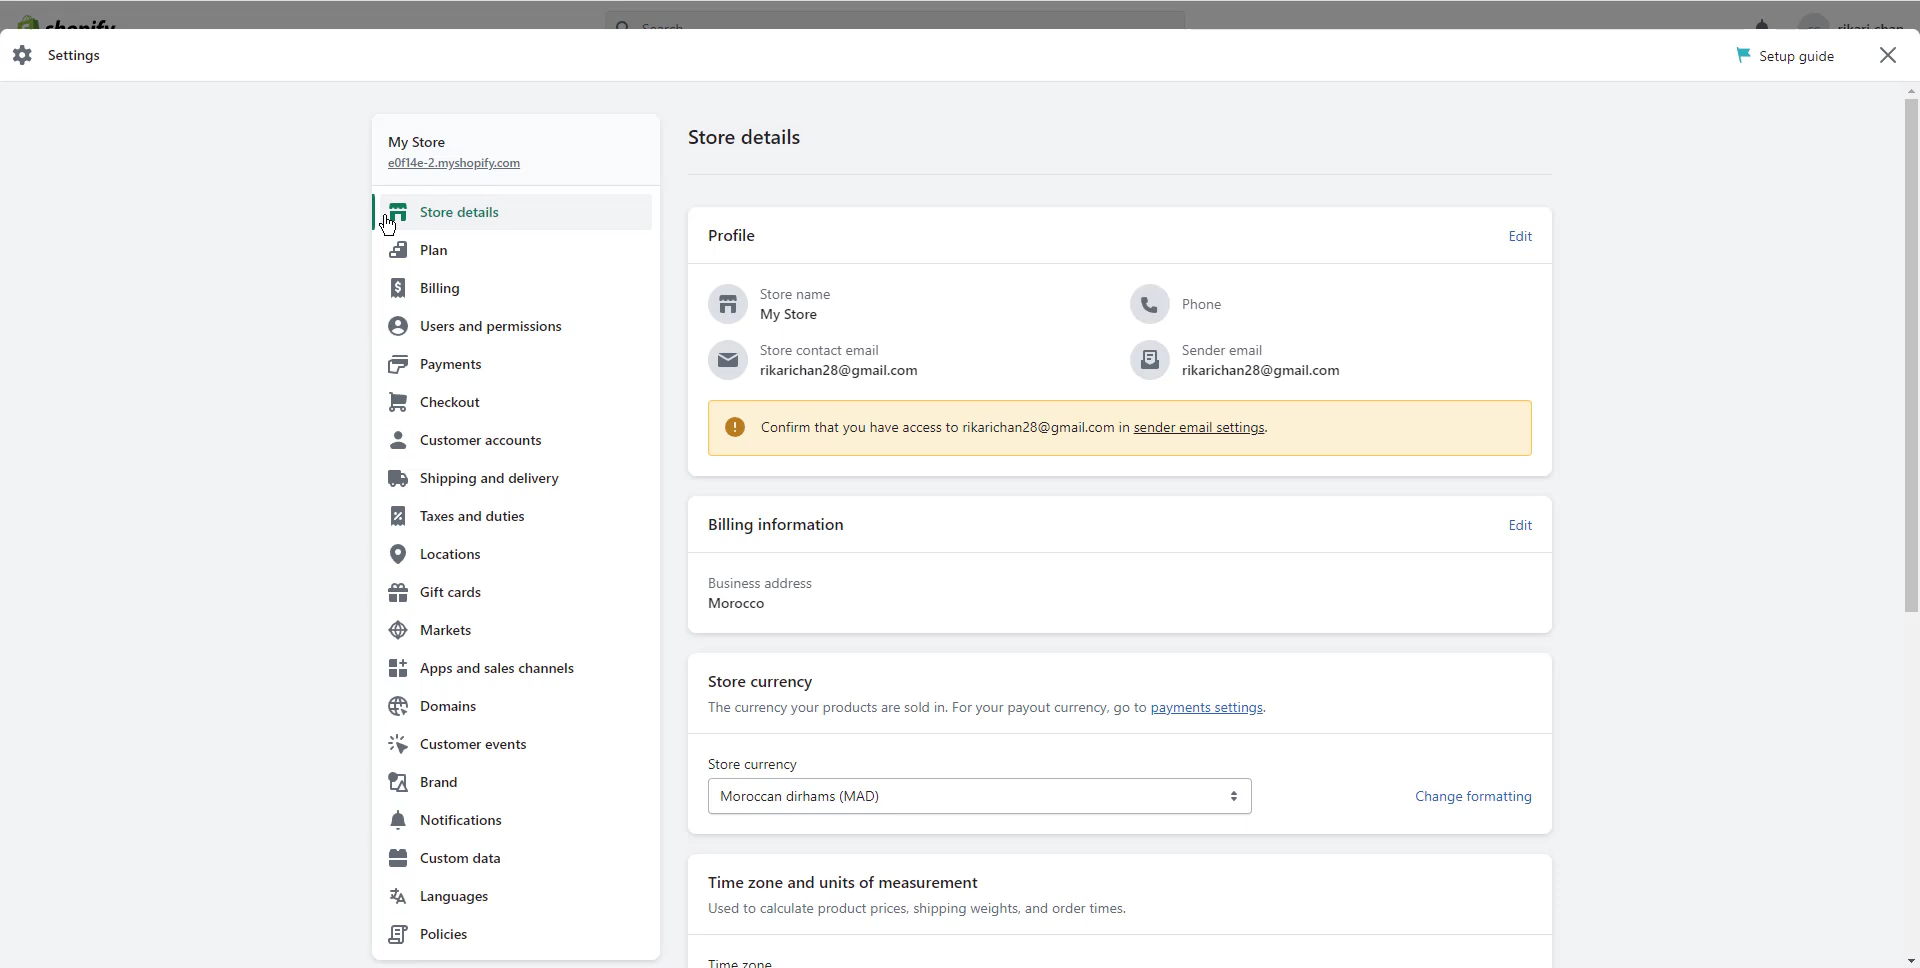 shopify
Search
rikari chan
Settings
Setup guide
My Store
e0f14e-2.myshopify.com
Store details
Plan
Billing
Users and permissions
Payments
Checkout
Customer accounts
Shipping and delivery
Taxes and duties
Locations
Gift cards
Markets
Apps and sales channels
Domains
Customer events
Brand
Notifications
Custom data
Languages
Policies
Store details
Profile
Edit
Store name
My Store
Phone
Store contact email
rikarichan28@gmail.com
Sender email
rikarichan28@gmail.com
Confirm that you have access to rikarichan28@gmail.com in sender email settings.
Billing information
Edit
Business address
Morocco
Store currency
The currency your products are sold in. For your payout currency, go to payments settings.
Store currency
Moroccan dirhams (MAD)
Change formatting
Time zone and units of measurement
Used to calculate product prices, shipping weights, and order times.
Time zone